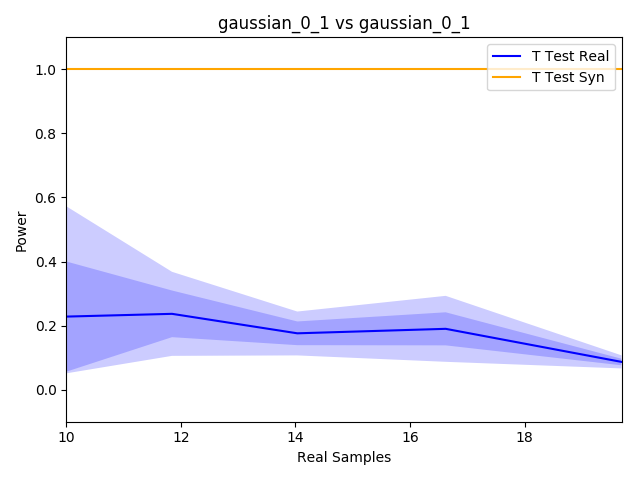 gaussian_0_1 vs gaussian_0_1
T Test Real
T Test Syn
Power
1.0
0.8
0.6
0.4
0.2
0.0
10 12 14 16 18
Real Samples